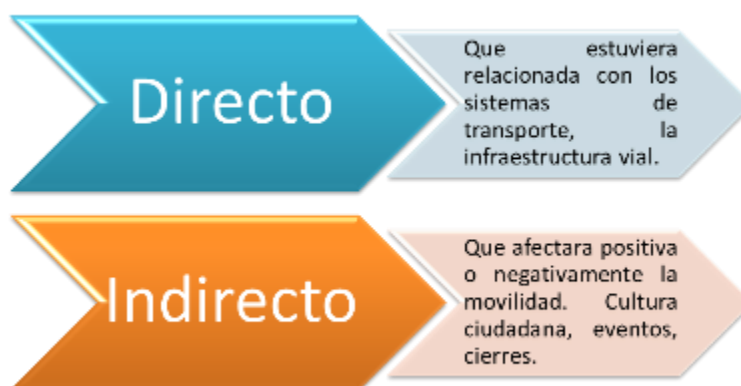 Directo
Que estuviera
relacionada con los
sistemas de
transporte, la
infraestructura vial.
Indirecto
Que afectara positiva
o negativamente la
movilidad. Cultura
ciudadana, eventos,
cierres.